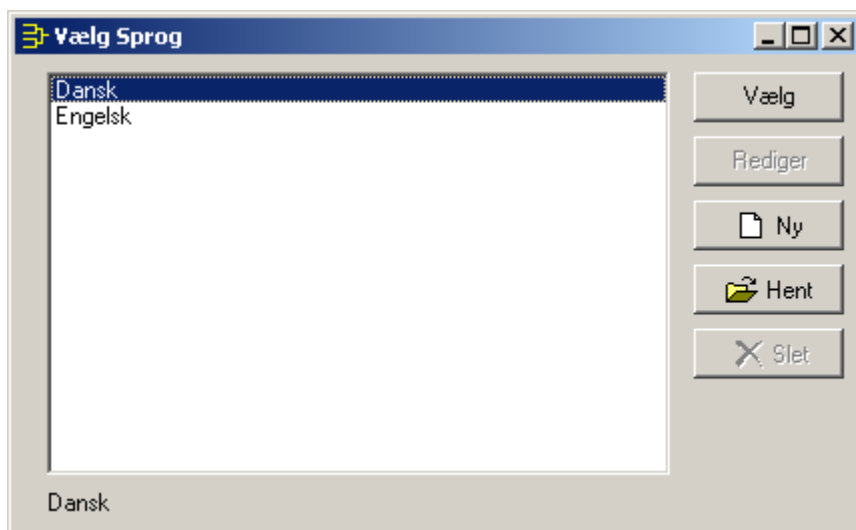 Vælg Sprog
Dansk
Engelsk
Vælg
Rediger
Ny
Hent
Slet
Dansk